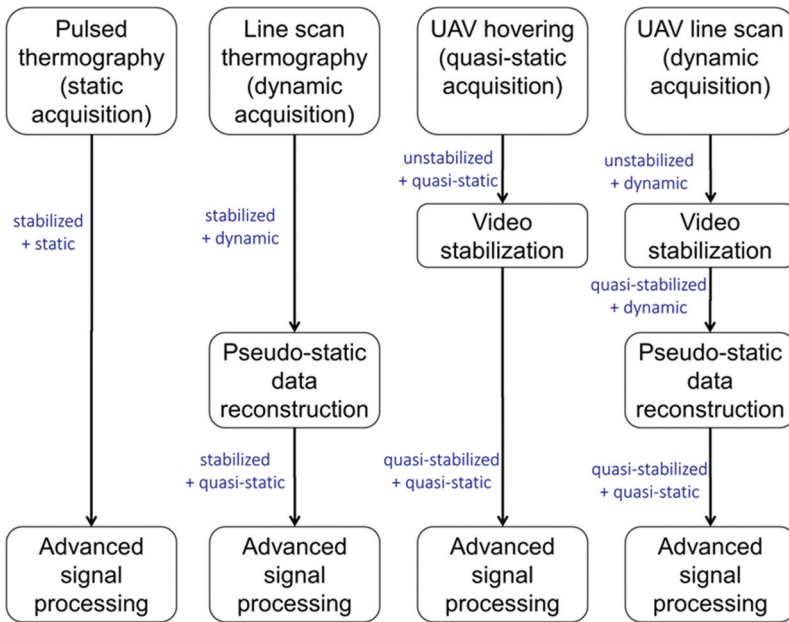 Pulsed
thermography
(static
acquisition)
stabilized
+ static
Advanced
signal
processing
Line scan
thermography
(dynamic
acquisition)
stabilized
+ dynamic
Pseudo-static
data
reconstruction
stabilized
+ quasi-static
Advanced
signal
processing
UAV hovering
(quasi-static
acquisition)
unstabilized
+ quasi-static
Video
stabilization
quasi-stabilized
+ quasi-static
Advanced
signal
processing
UAV line scan
(dynamic
acquisition)
unstabilized
+ dynamic
Video
stabilization
quasi-stabilized
+ dynamic
Pseudo-static
data
reconstruction
quasi-stabilized
+ quasi-static
Advanced
signal
processing